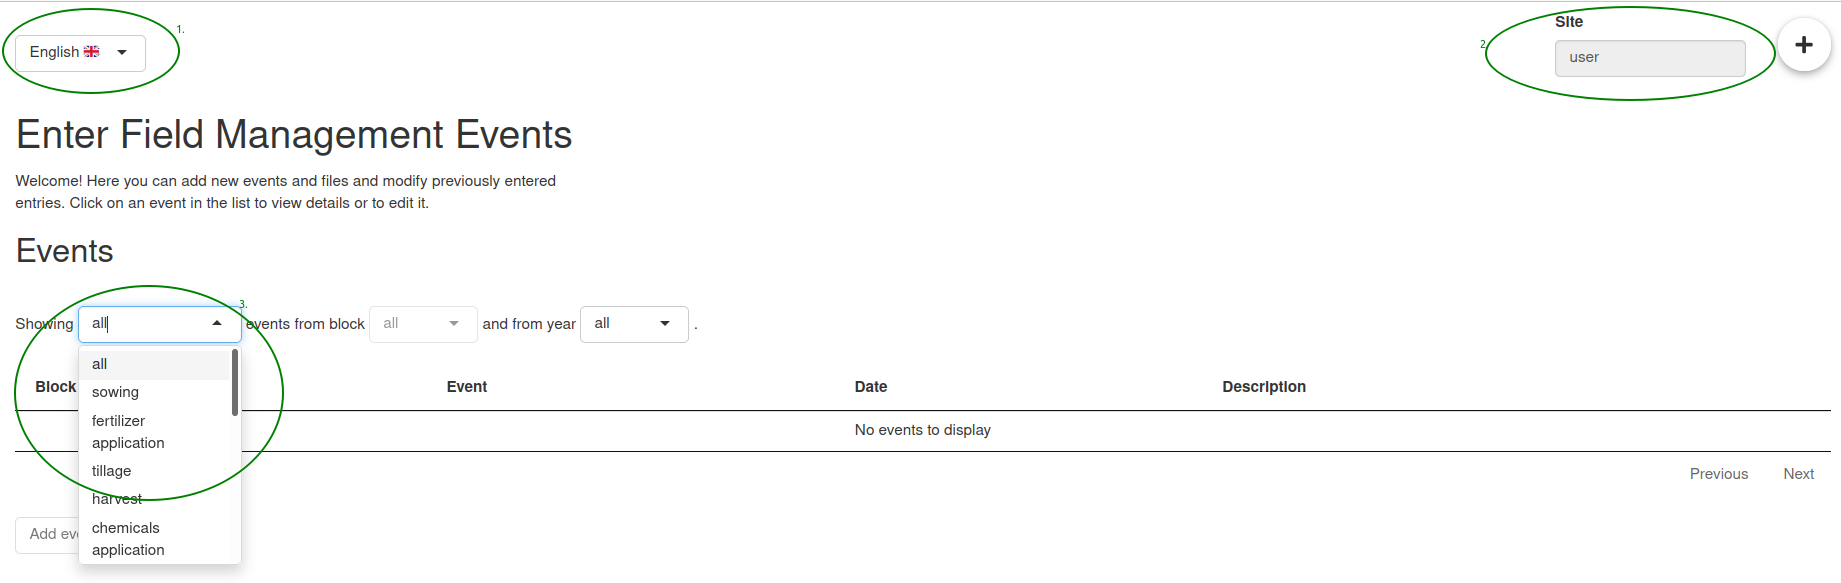 1.
English
2.
Site
user
Enter Field Management Events
Welcome! Here you can add new events and files and modify previously entered
entries. Click on an event in the list to view details or to edit it.
Events
3.
Showing all events from block all and from year all .
all
sowing
fertilizer
application
tillage
harvest
chemicals
application
Block Event Date Description
No events to display
Previous Next
Add